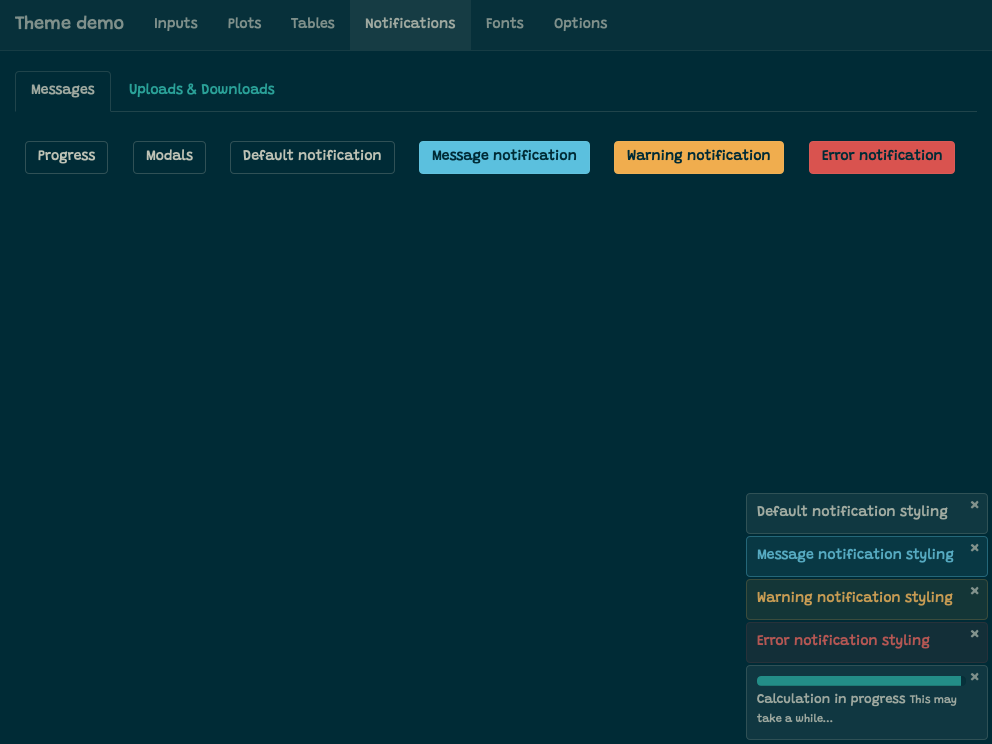 Theme demo Inputs Plots Tables Notifications Fonts Options
Messages Uploads & Downloads
Progress Modals Default notification Message notification Warning notification Error notification
Default notification styling ×
Message notification styling ×
Warning notification styling ×
Error notification styling ×
×
Calculation in progress This may
take a while...